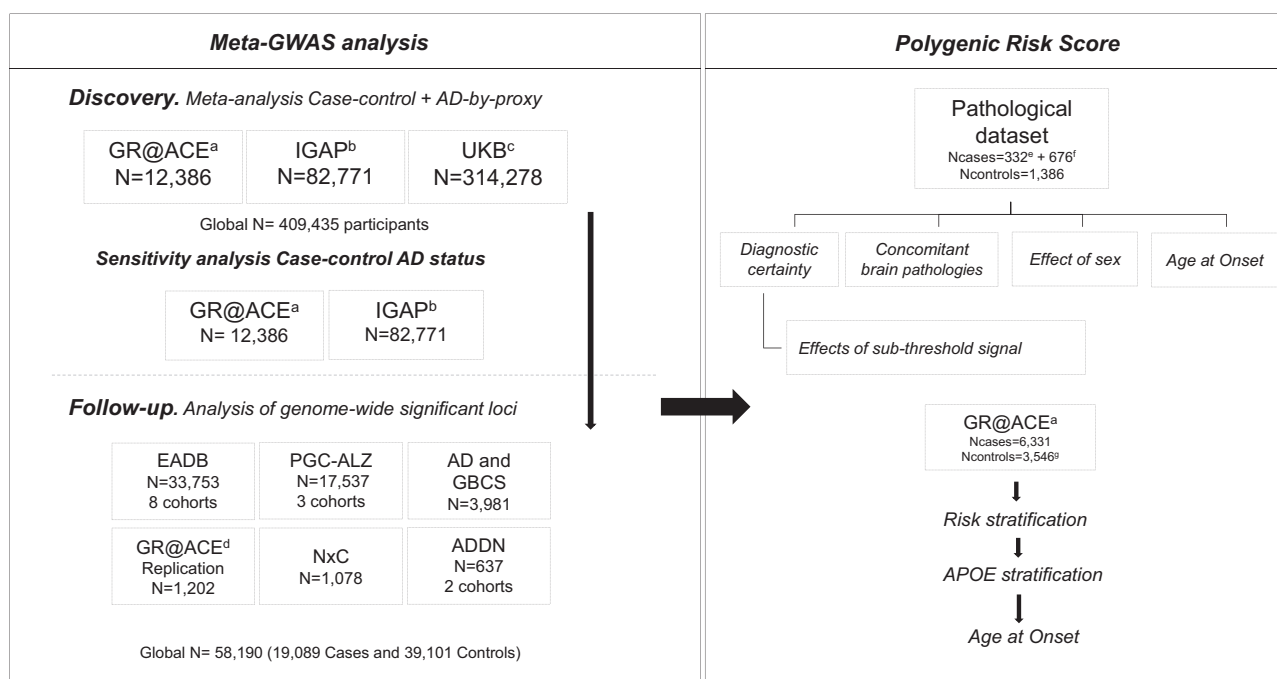 Meta-GWAS analysis
Discovery. Meta-analysis Case-control + AD-by-proxy
GR@ACEᵃ
N=12,386
IGAPᵇ
N=82,771
UKBᶜ
N=314,278
Global N= 409,435 participants
Sensitivity analysis Case-control AD status
GR@ACEᵃ
N= 12,386
IGAPᵇ
N=82,771
Follow-up. Analysis of genome-wide significant loci
EADB
N=33,753
8 cohorts
PGC-ALZ
N=17,537
3 cohorts
AD and
GBCS
N=3,981
GR@ACEᵈ
Replication
N=1,202
NxC
N=1,078
ADDN
N=637
2 cohorts
Global N= 58,190 (19,089 Cases and 39,101 Controls)
Polygenic Risk Score
Pathological
dataset
Ncases=332ᵉ + 676ᶠ
Ncontrols=1,386
Diagnostic
certainty
Concomitant
brain pathologies
Effect of sex
Age at Onset
Effects of sub-threshold signal
GR@ACEᵃ
Ncases=6,331
Ncontrols=3,546ᵍ
Risk stratification
APOE stratification
Age at Onset